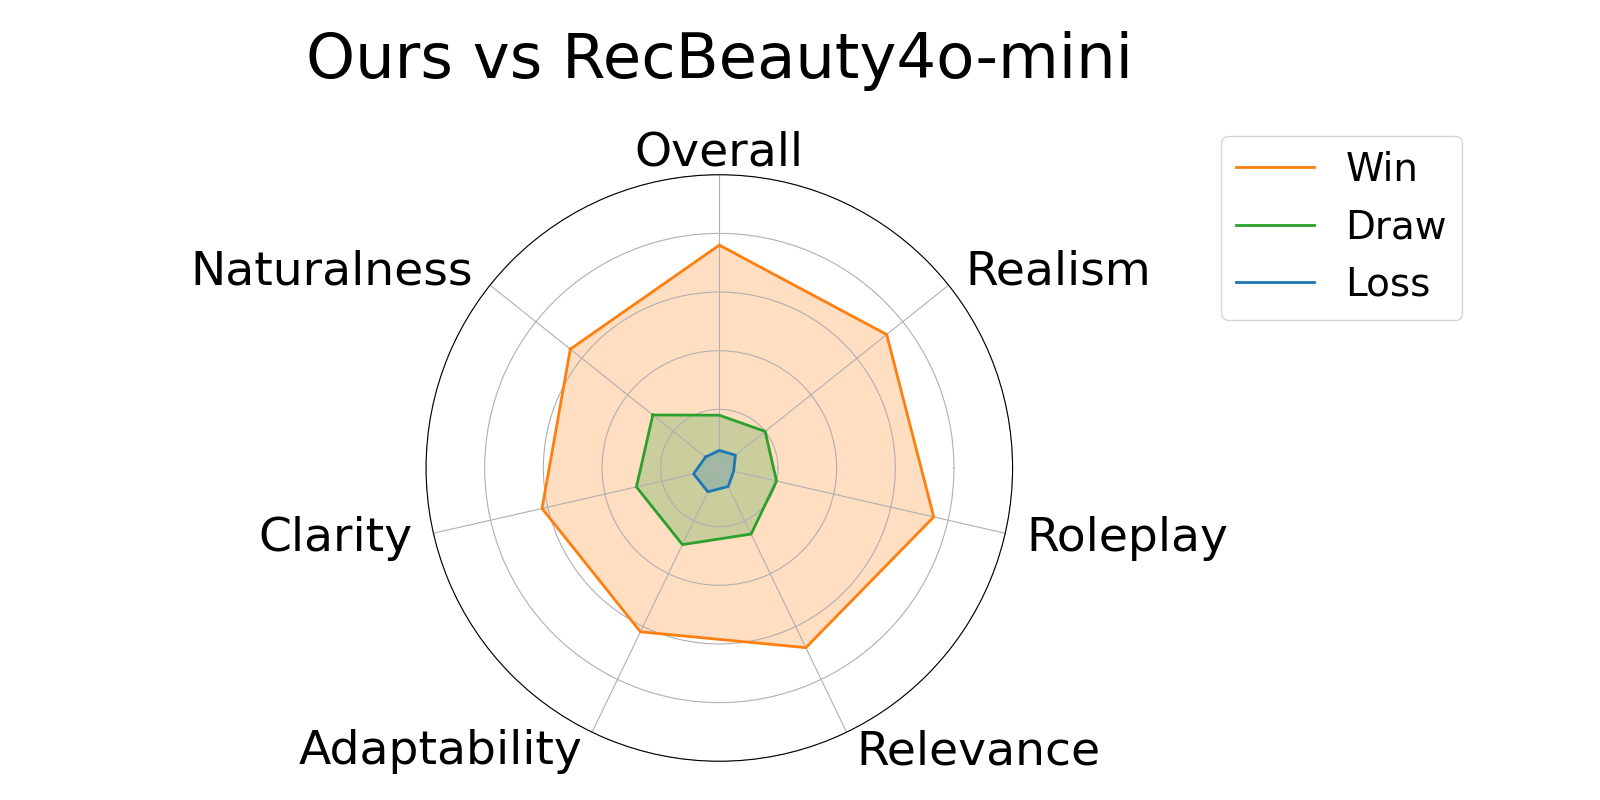 Ours vs RecBeauty4o-mini
Overall
Win
Draw
Loss
Naturalness
Realism
Clarity
Roleplay
Adaptability
Relevance